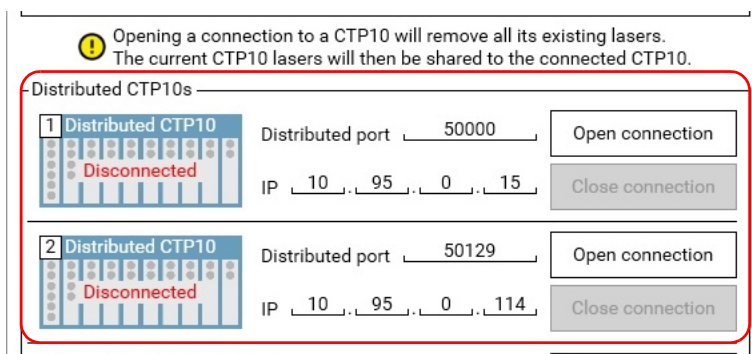 ! Opening a connection to a CTP10 will remove all its existing lasers.
The current CTP10 lasers will then be shared to the connected CTP10.
Distributed CTP10s
1 Distributed CTP10
Disconnected
Distributed port 50000
Open connection
IP 10 . 95 . 0 . 15
Close connection
2 Distributed CTP10
Disconnected
Distributed port 50129
Open connection
IP 10 . 95 . 0 . 114
Close connection